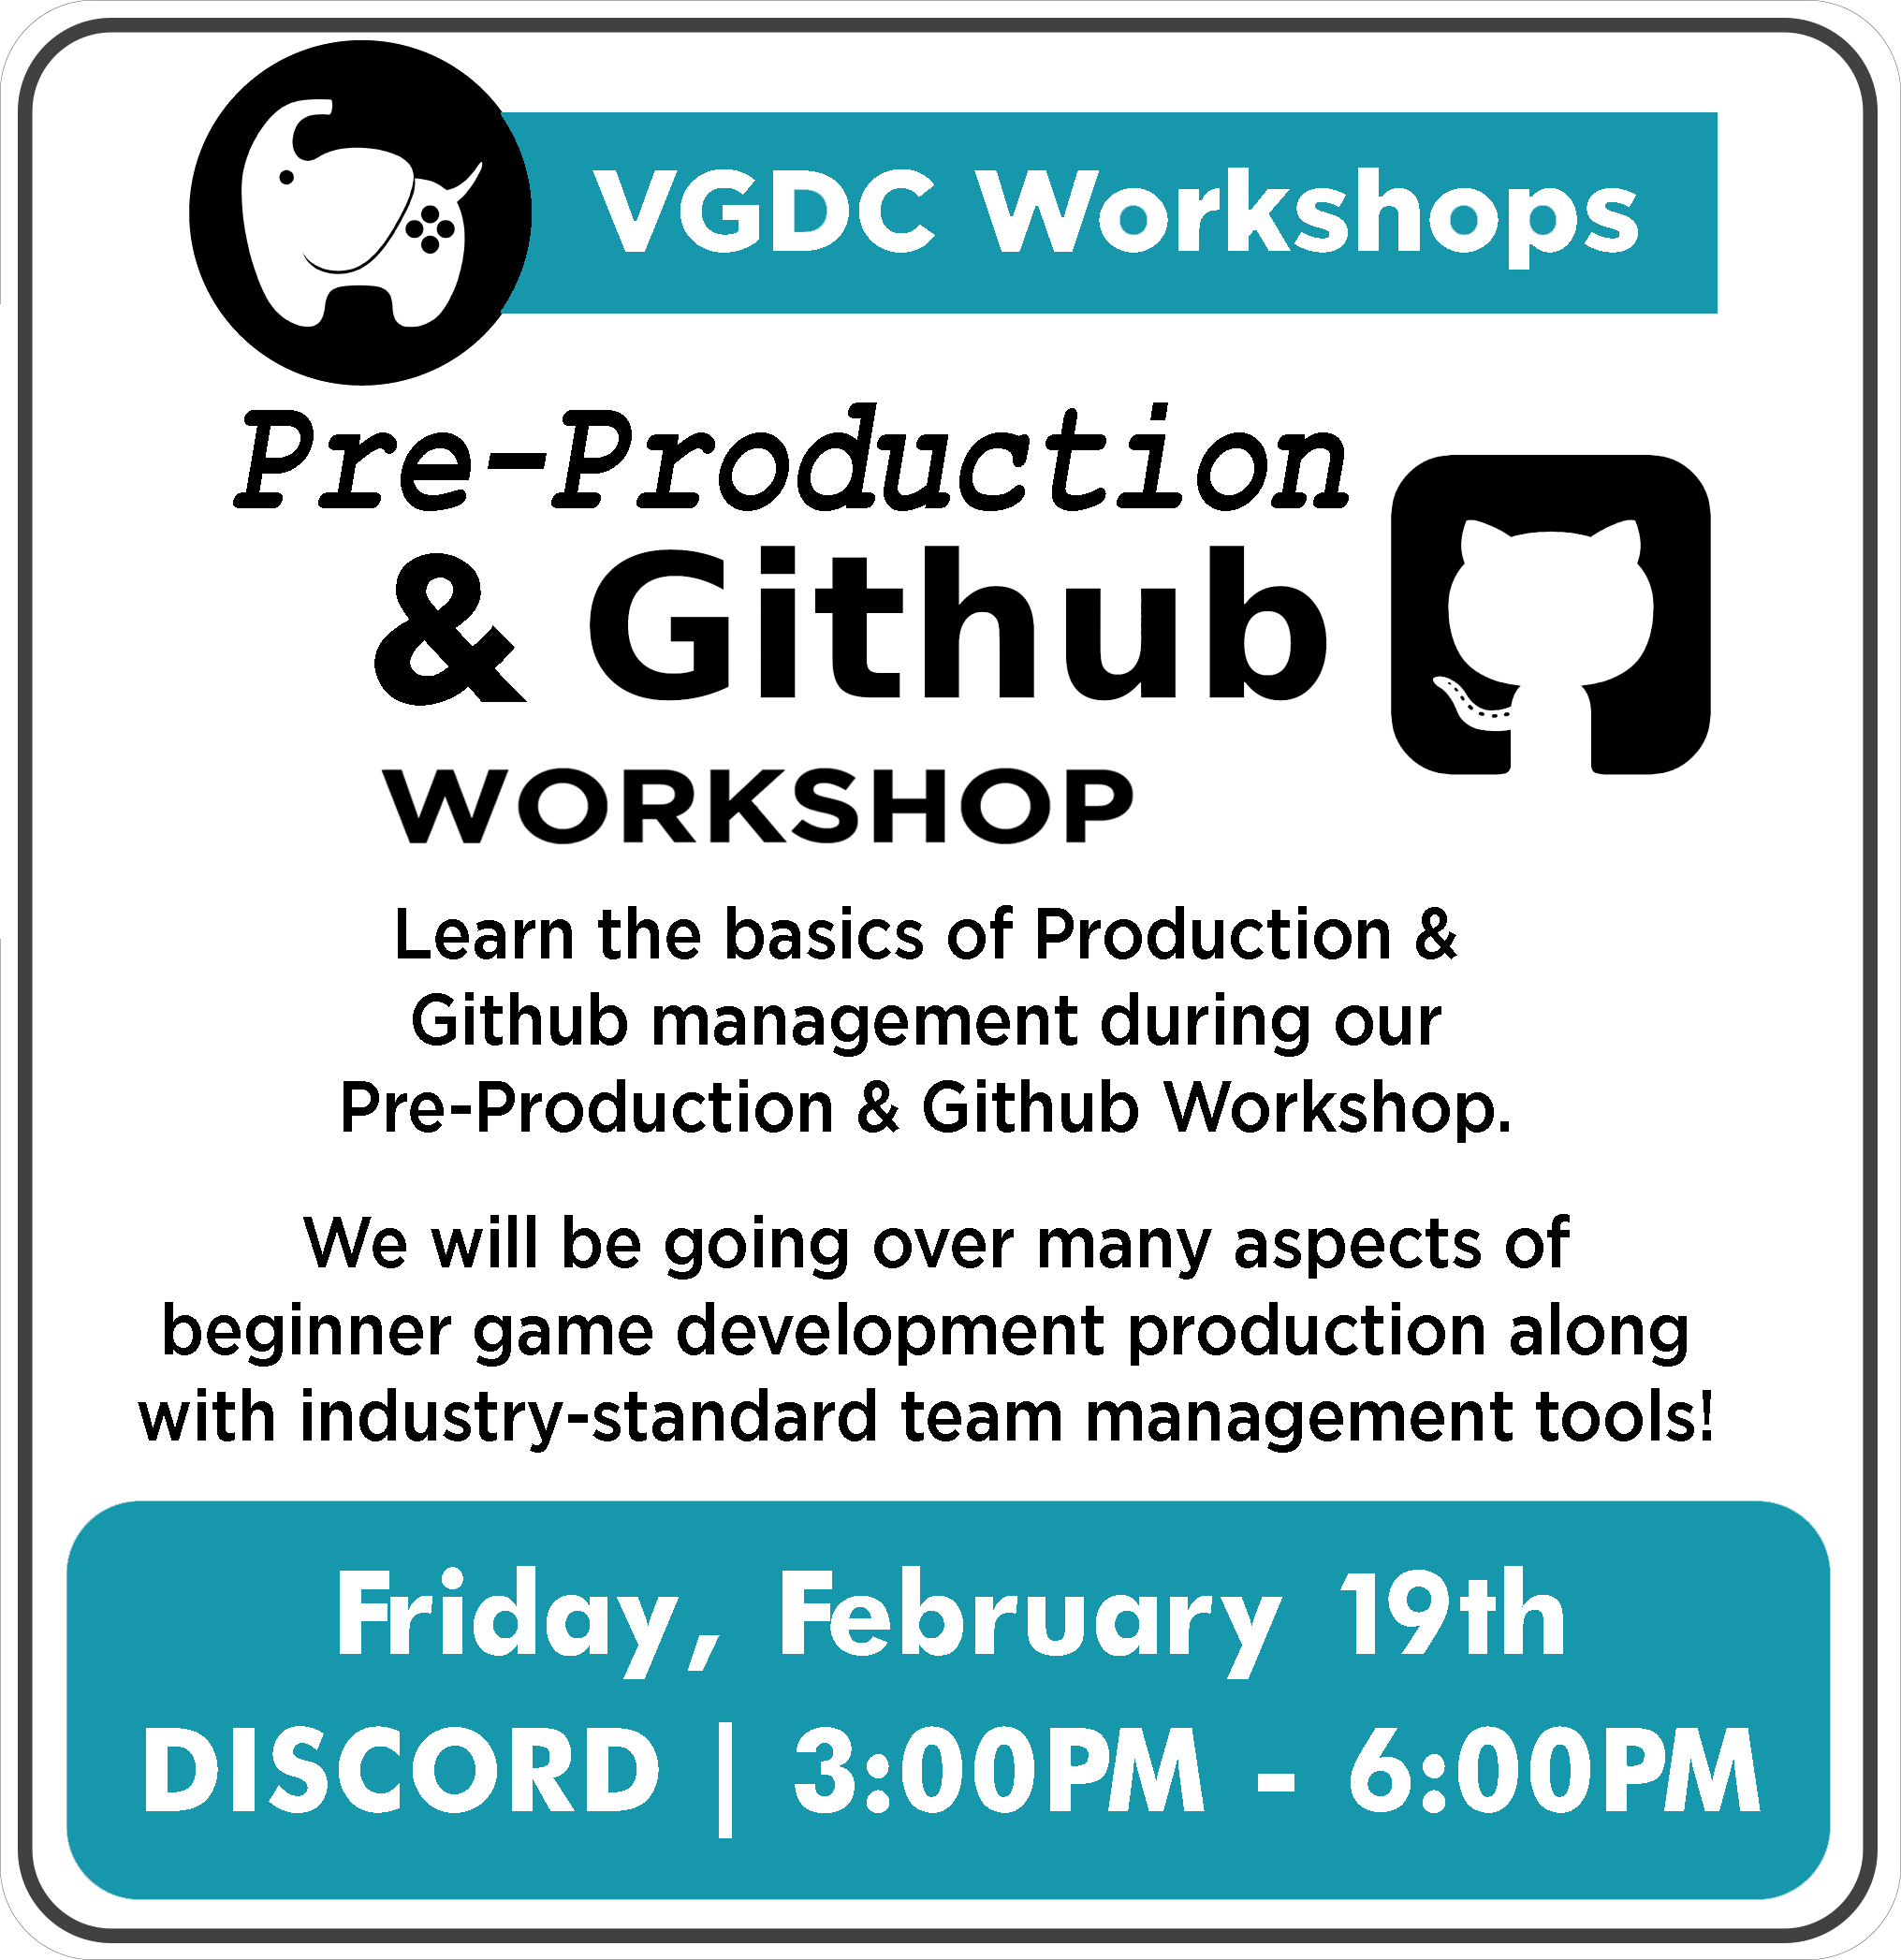 VGDC Workshops
Pre-Production
& Github
WORKSHOP
Learn the basics of Production &
Github management during our
Pre-Production & Github Workshop.
We will be going over many aspects of
beginner game development production along
with industry-standard team management tools!
Friday, February 19th
DISCORD | 3:00PM - 6:00PM